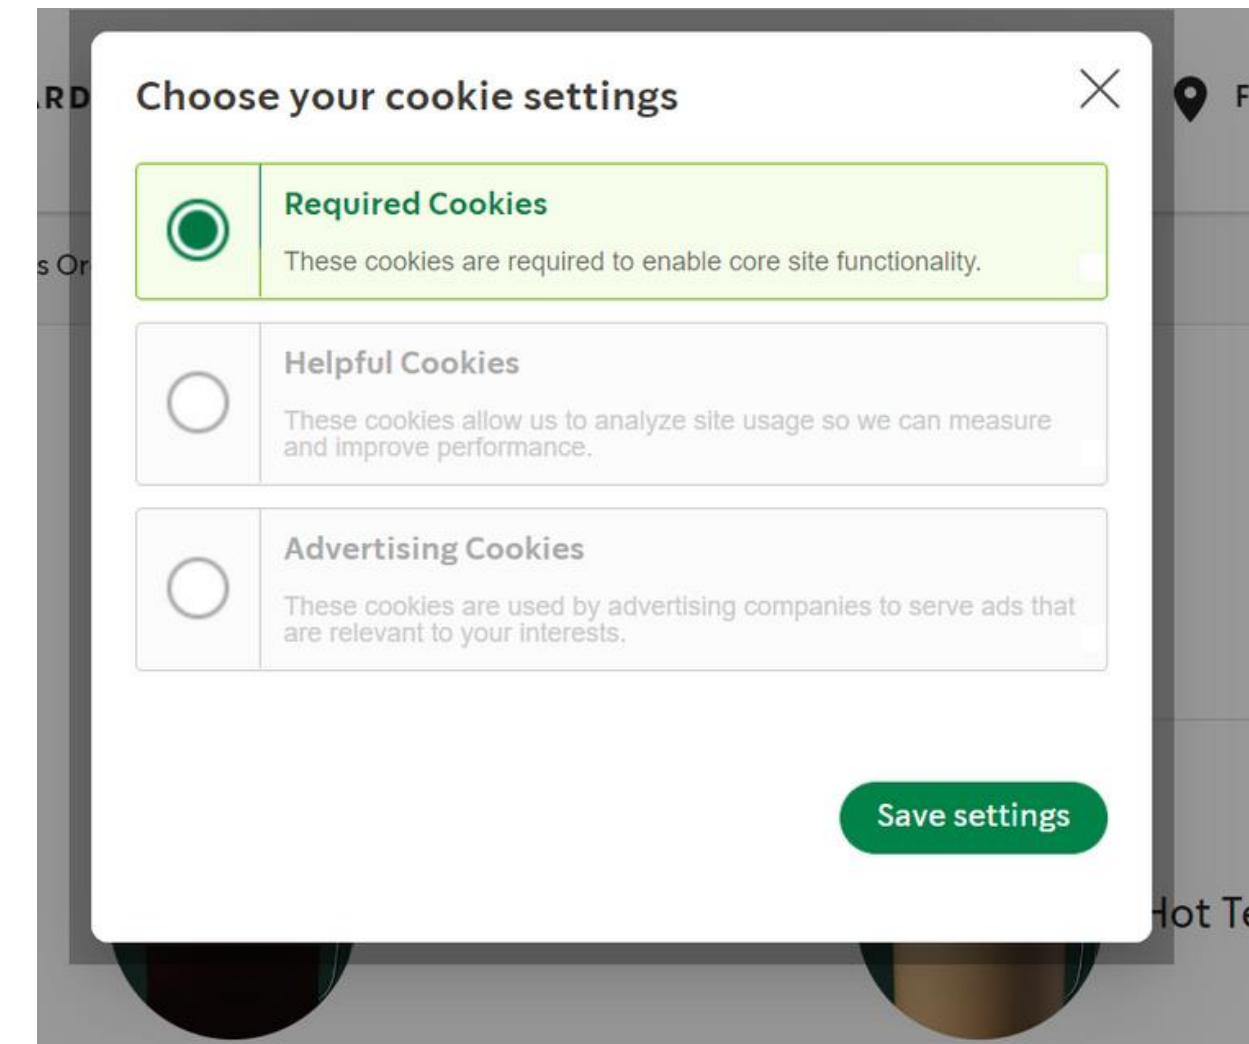 Choose your cookie settings
Required Cookies
These cookies are required to enable core site functionality.
Helpful Cookies
These cookies allow us to analyze site usage so we can measure
and improve performance.
Advertising Cookies
These cookies are used by advertising companies to serve ads that
are relevant to your interests.
Save settings
Hot